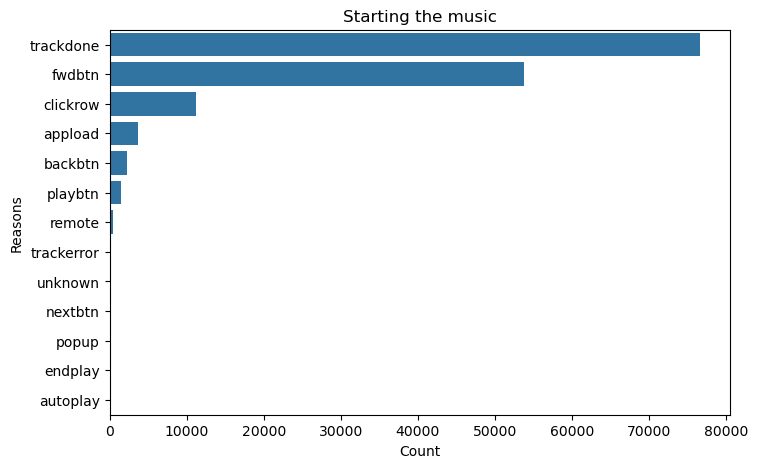 Starting the music
trackdone
fwdbtn
clickrow
appload
backbtn
playbtn
remote
trackerror
unknown
nextbtn
popup
endplay
autoplay
Reasons
0 10000 20000 30000 40000 50000 60000 70000 80000
Count